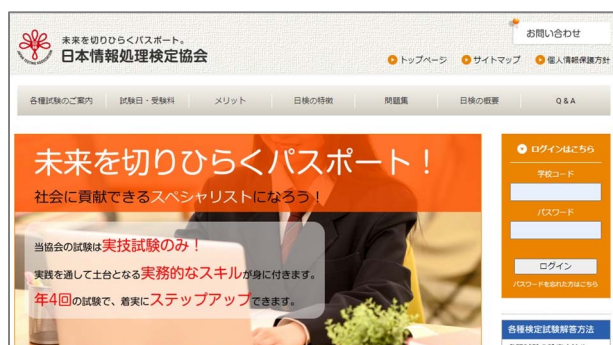 未来を切りひらくパスポート。
日本情報処理検定協会
お問い合わせ
トップページ サイトマップ 個人情報保護方針
各種試験のご案内 試験日・受験料 メリット 日検の特徴 問題集 日検の概要 Q & A
未来を切りひらくパスポート！
社会に貢献できるスペシャリストになろう！
当協会の試験は実技試験のみ！
実践を通して土台となる実務的なスキルが身に付きます。
年4回の試験で、着実にステップアップできます。
ログインはこちら
学校コード
パスワード
ログイン
パスワードを忘れた方はこちら
各種検定試験解答方法